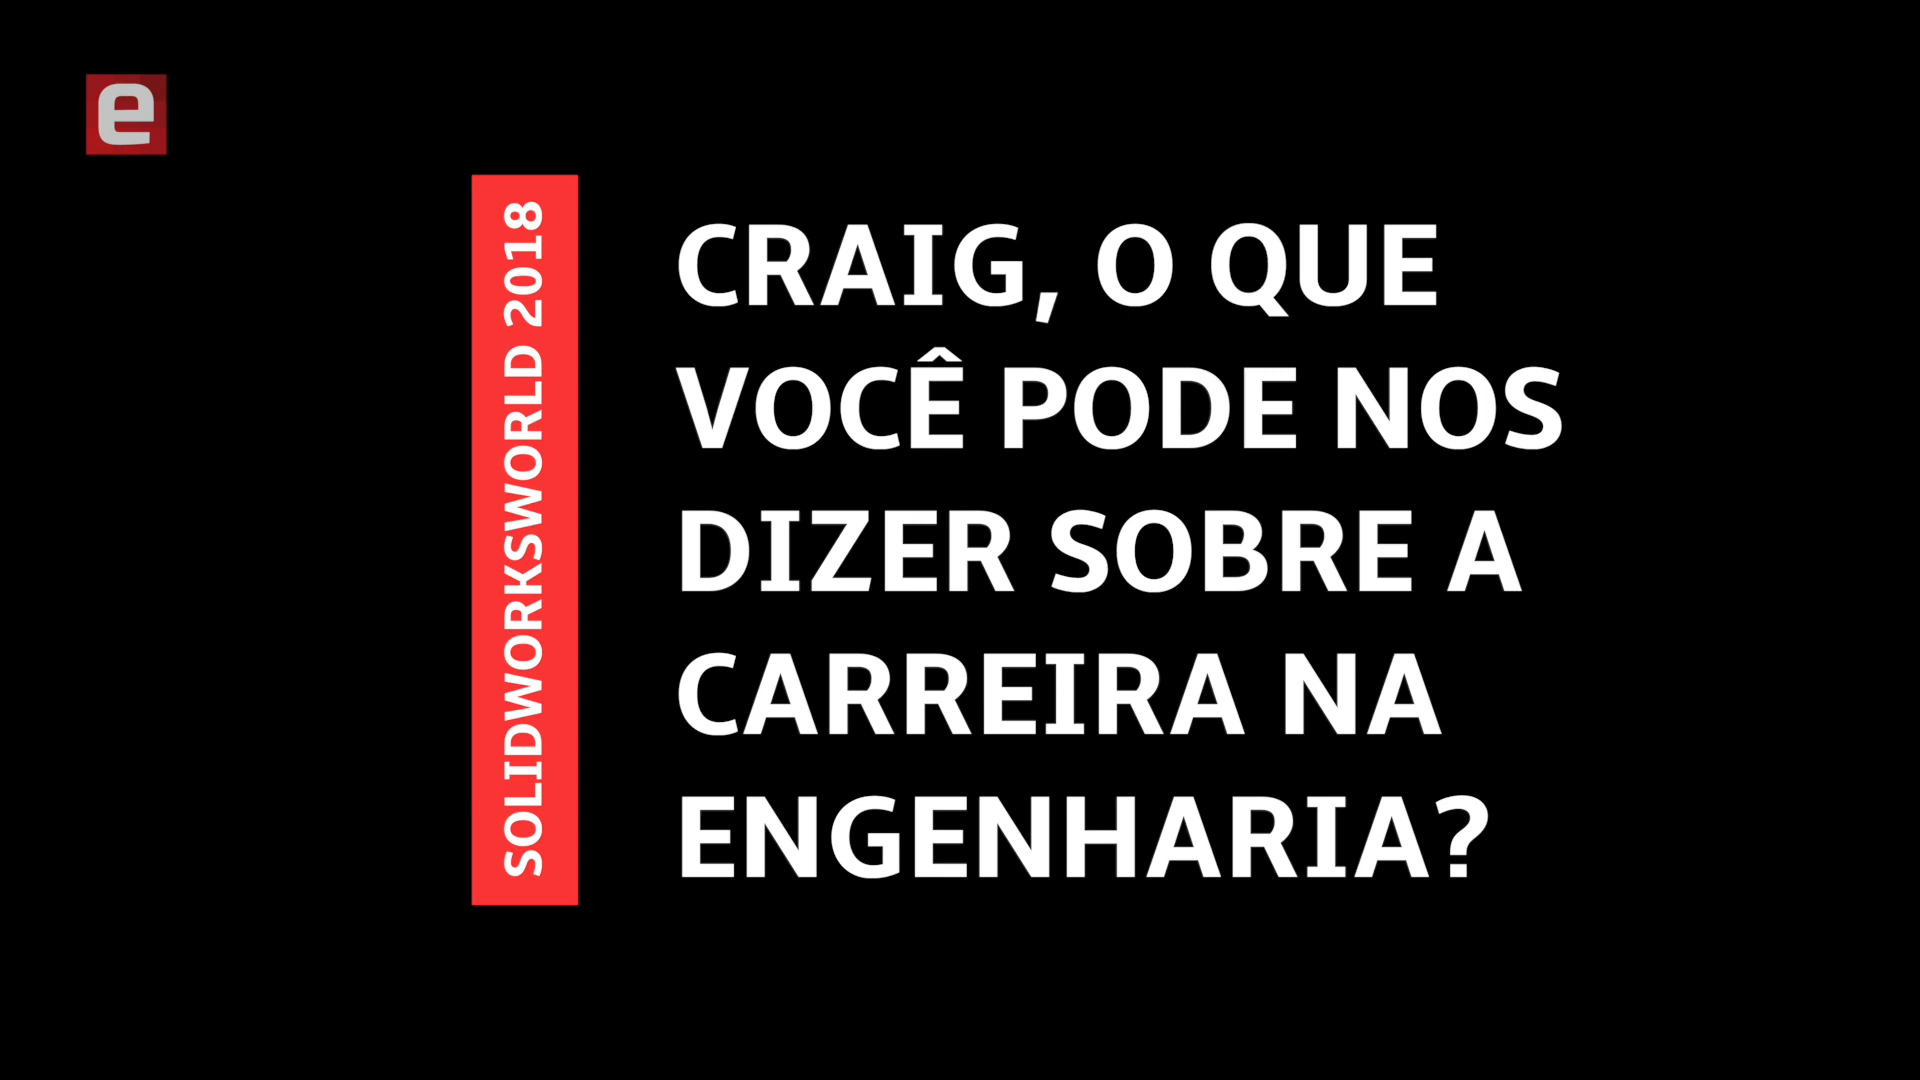 e
SOLIDWORKSWORLD 2018
CRAIG, O QUE
VOCÊ PODE NOS
DIZER SOBRE A
CARREIRA NA
ENGENHARIA?